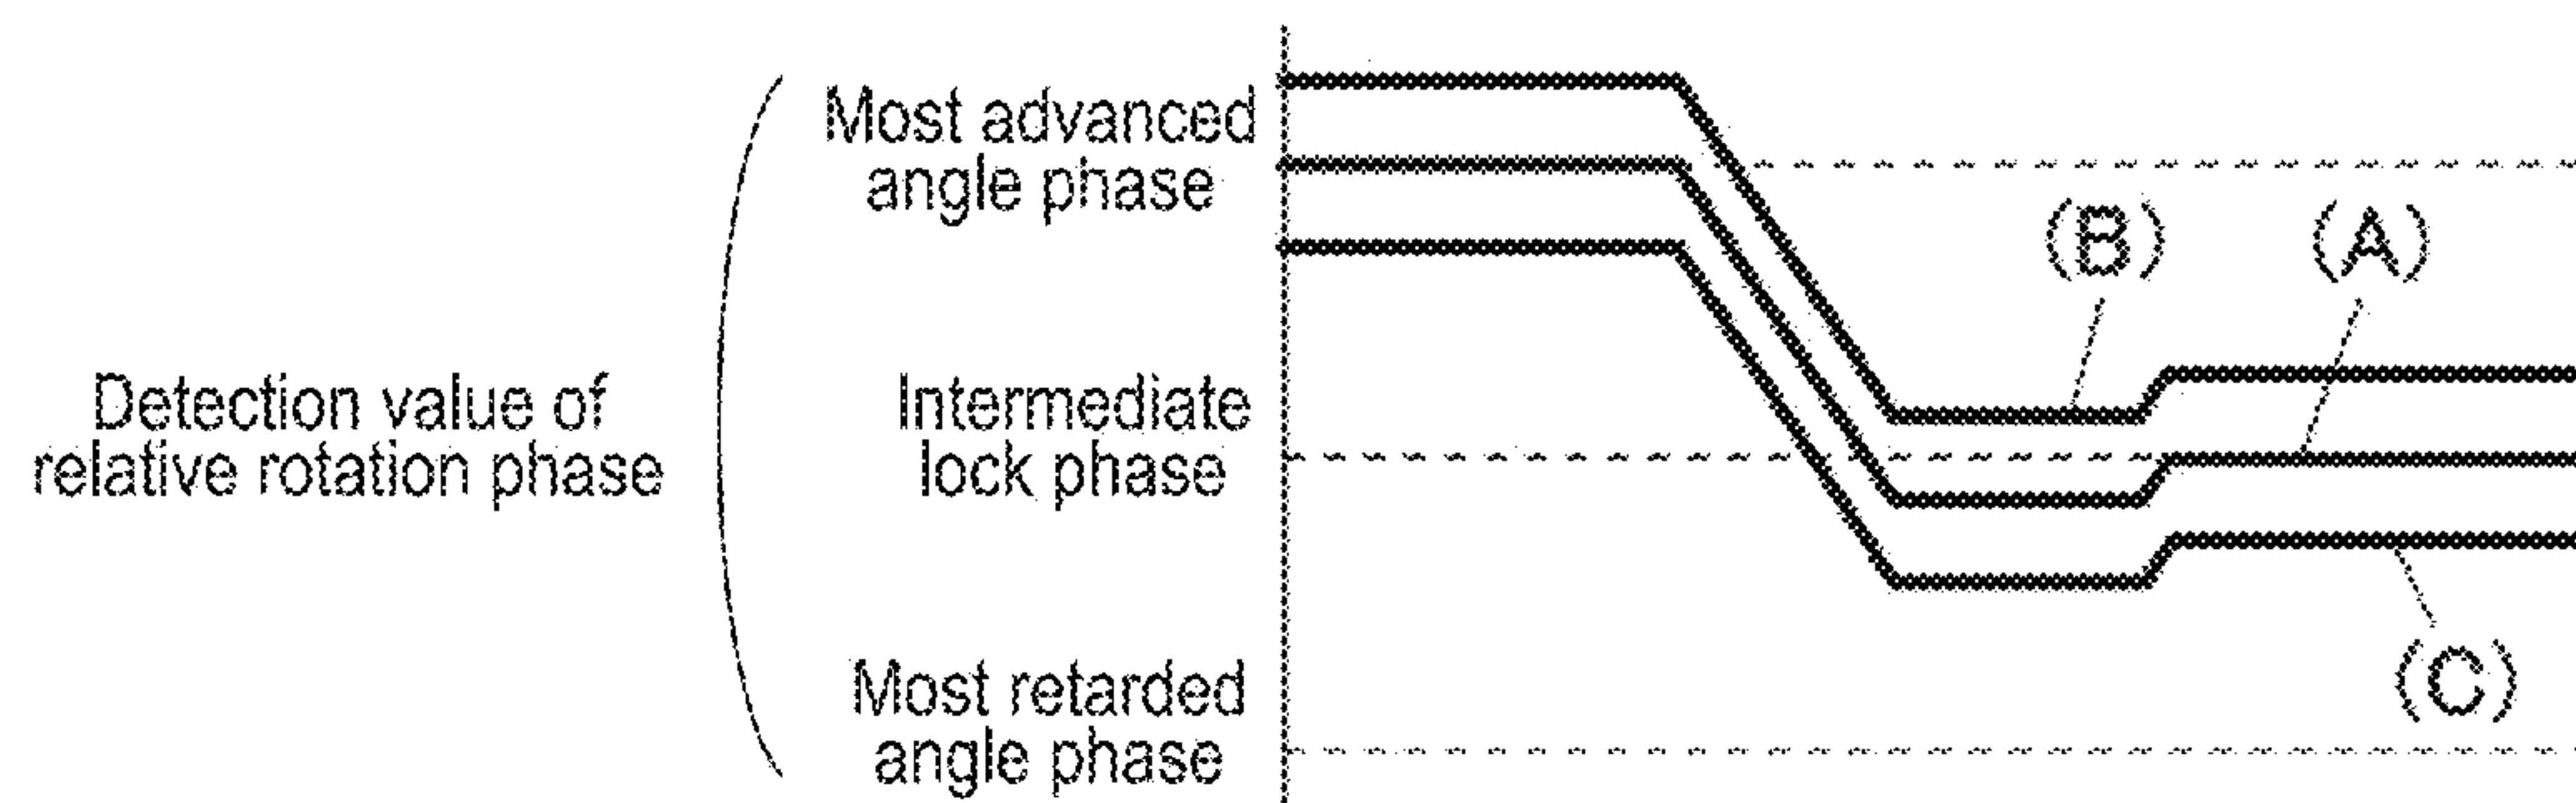 Most advanced
angle phase
(B)
(A)
Detection value of
relative rotation phase
Intermediate
lock phase
Most retarded
angle phase
(C)